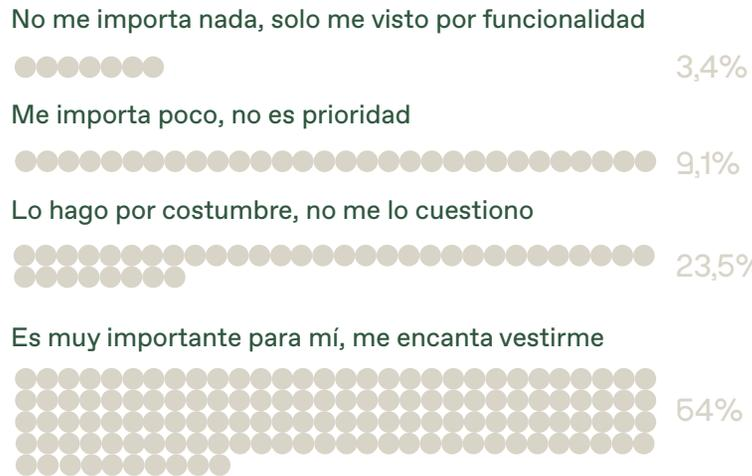 No me importa nada, solo me visto por funcionalidad
3,4%
Me importa poco, no es prioridad
9,1%
Lo hago por costumbre, no me lo cuestiono
23,5%
Es muy importante para mí, me encanta vestirme
64%